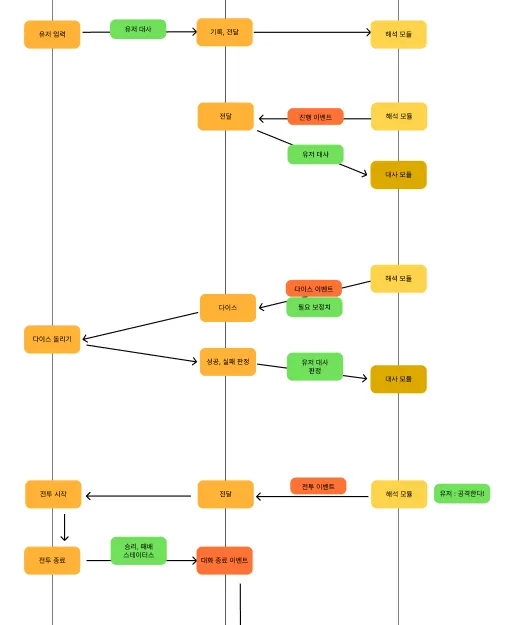 유저 입력
유저 대사
기록, 전달
해석 모듈
전달
진행 이벤트
해석 모듈
유저 대사
대사 모듈
해석 모듈
다이스 이벤트
다이스
필요 보정치
다이스 돌리기
성공, 실패 판정
유저 대사
판정
대사 모듈
전투 시작
전달
전투 이벤트
해석 모듈
유저 : 공격한다!
전투 종료
승리, 패배
스테이터스
대화 종료 이벤트